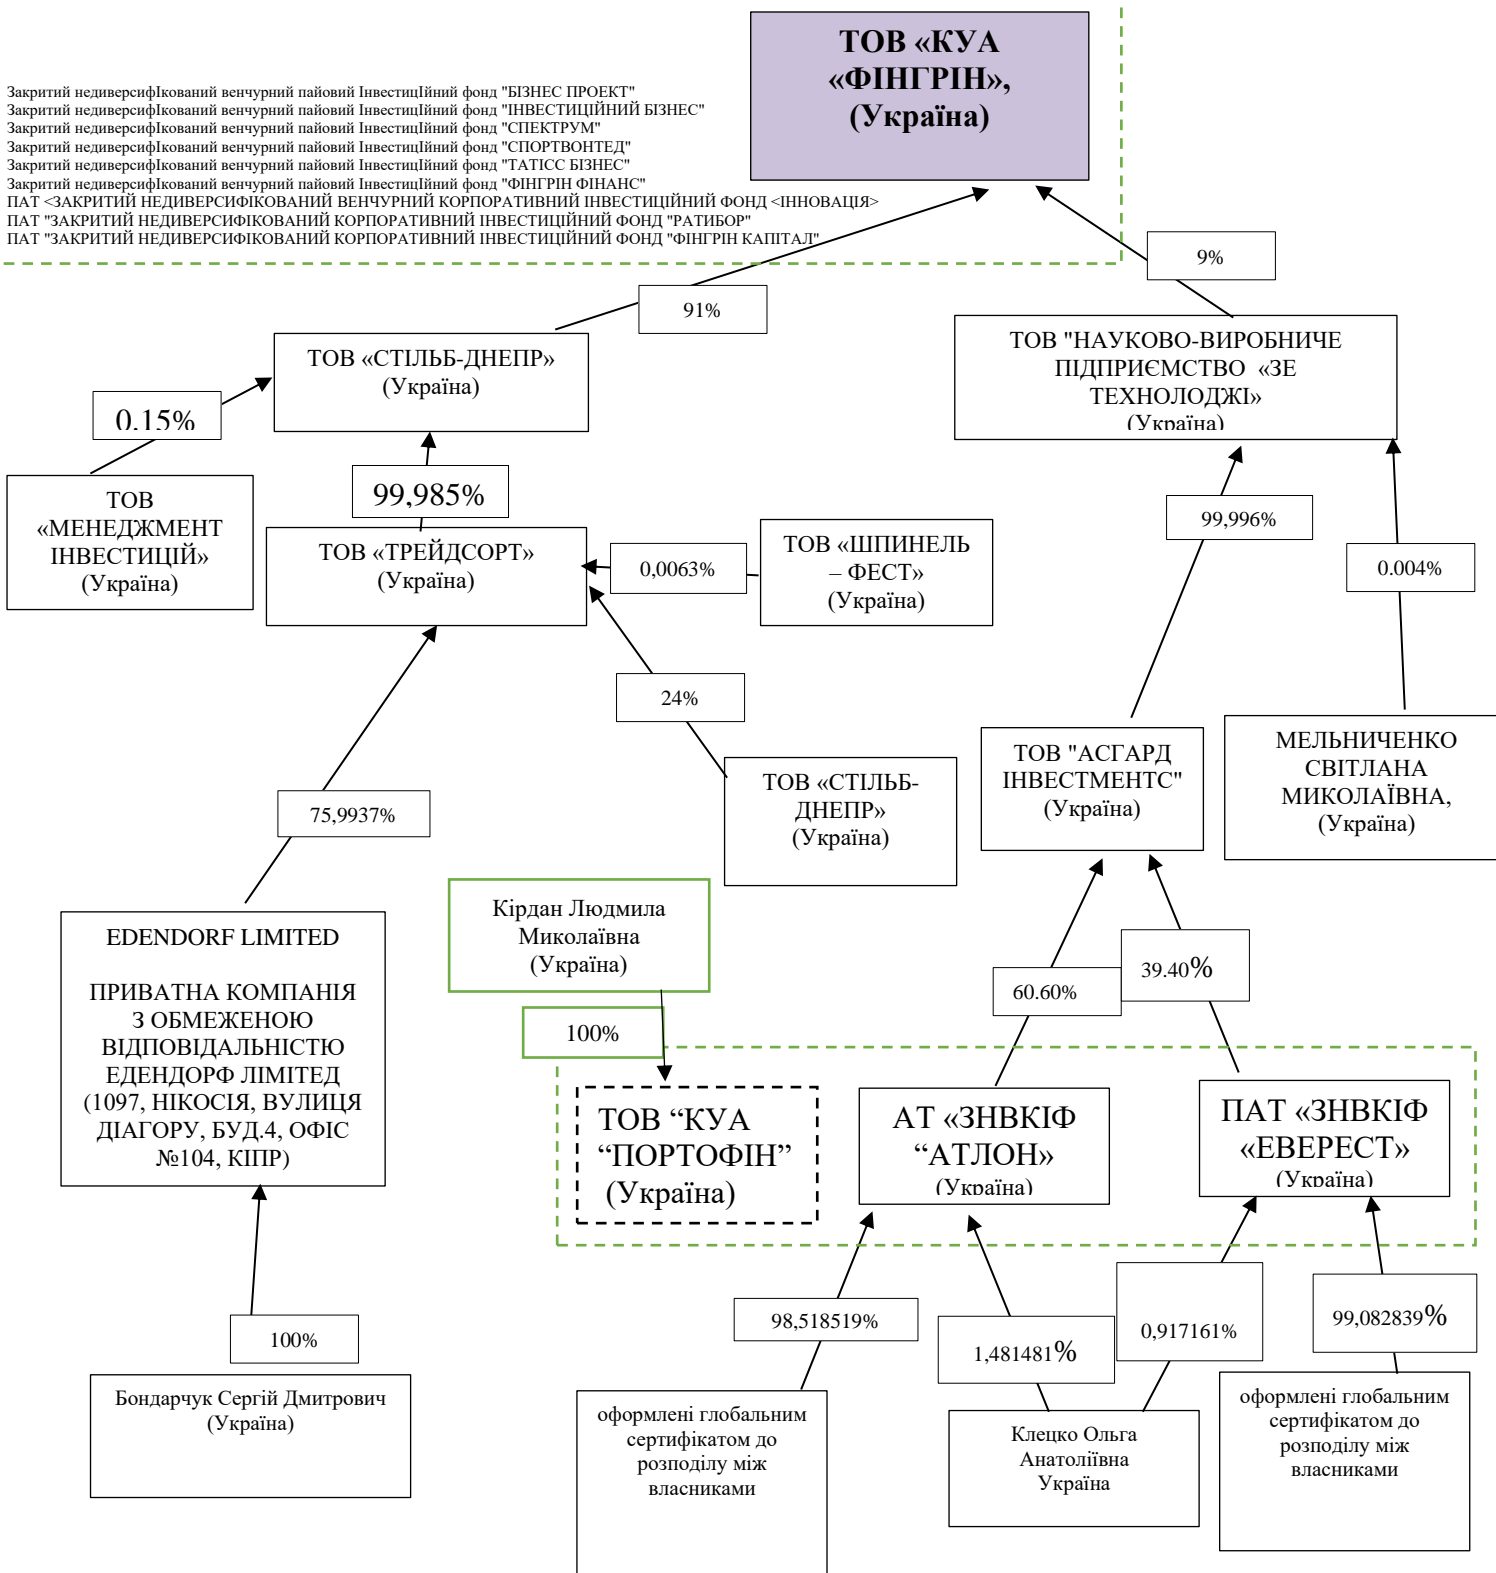 ТОВ «КУА
«ФІНГРІН»,
(Україна)
Закритий недиверсифІкований венчурний пайовий ІнвестицІйний фонд "БІЗНЕС ПРОЕКТ"
Закритий недиверсифІкований венчурний пайовий ІнвестицІйний фонд "ІНВЕСТИЦІЙНИЙ БІЗНЕС"
Закритий недиверсифІкований венчурний пайовий ІнвестицІйний фонд "СПЕКТРУМ"
Закритий недиверсифІкований венчурний пайовий ІнвестицІйний фонд "СПОРТВОНТЕД"
Закритий недиверсифІкований венчурний пайовий ІнвестицІйний фонд "ТАТІСС БІЗНЕС"
Закритий недиверсифІкований венчурний пайовий ІнвестицІйний фонд "ФІНГРІН ФІНАНС"
ПАТ <ЗАКРИТИЙ НЕДИВЕРСИФІКОВАНИЙ ВЕНЧУРНИЙ КОРПОРАТИВНИЙ ІНВЕСТИЦІЙНИЙ ФОНД <ІННОВАЦІЯ>
ПАТ "ЗАКРИТИЙ НЕДИВЕРСИФІКОВАНИЙ КОРПОРАТИВНИЙ ІНВЕСТИЦІЙНИЙ ФОНД "РАТИБОР"
ПАТ "ЗАКРИТИЙ НЕДИВЕРСИФІКОВАНИЙ КОРПОРАТИВНИЙ ІНВЕСТИЦІЙНИЙ ФОНД "ФІНГРІН КАПІТАЛ"
9%
91%
ТОВ «СТІЛЬБ-ДНЕПР»
(Україна)
ТОВ "НАУКОВО-ВИРОБНИЧЕ
ПІДПРИЄМСТВО «ЗЕ
ТЕХНОЛОДЖІ»
(Україна)
0.15%
99,985%
ТОВ
«МЕНЕДЖМЕНТ
ІНВЕСТИЦІЙ»
(Україна)
ТОВ «ТРЕЙДСОРТ»
(Україна)
0,0063%
ТОВ «ШПИНЕЛЬ
– ФЕСТ»
(Україна)
99,996%
0.004%
24%
75,9937%
ТОВ «СТІЛЬБ-
ДНЕПР»
(Україна)
ТОВ "АСГАРД
ІНВЕСТМЕНТС"
(Україна)
МЕЛЬНИЧЕНКО
СВІТЛАНА
МИКОЛАЇВНА,
(Україна)
EDENDORF LIMITED
ПРИВАТНА КОМПАНІЯ
З ОБМЕЖЕНОЮ
ВІДПОВІДАЛЬНІСТЮ
ЕДЕНДОРФ ЛІМІТЕД
(1097, НІКОСІЯ, ВУЛИЦЯ
ДІАГОРУ, БУД.4, ОФІС
№104, КІПР)
Кірдан Людмила
Миколаївна
(Україна)
100%
60.60%
39.40%
ТОВ “КУА
“ПОРТОФІН”
(Україна)
АТ «ЗНВКІФ
“АТЛОН»
(Україна)
ПАТ «ЗНВКІФ
«ЕВЕРЕСТ»
(Україна)
100%
98,518519%
1,481481%
0,917161%
99,082839%
Бондарчук Сергій Дмитрович
(Україна)
оформлені глобальним
сертифікатом до
розподілу між
власниками
Клецко Ольга
Анатоліївна
Україна
оформлені глобальним
сертифікатом до
розподілу між
власниками